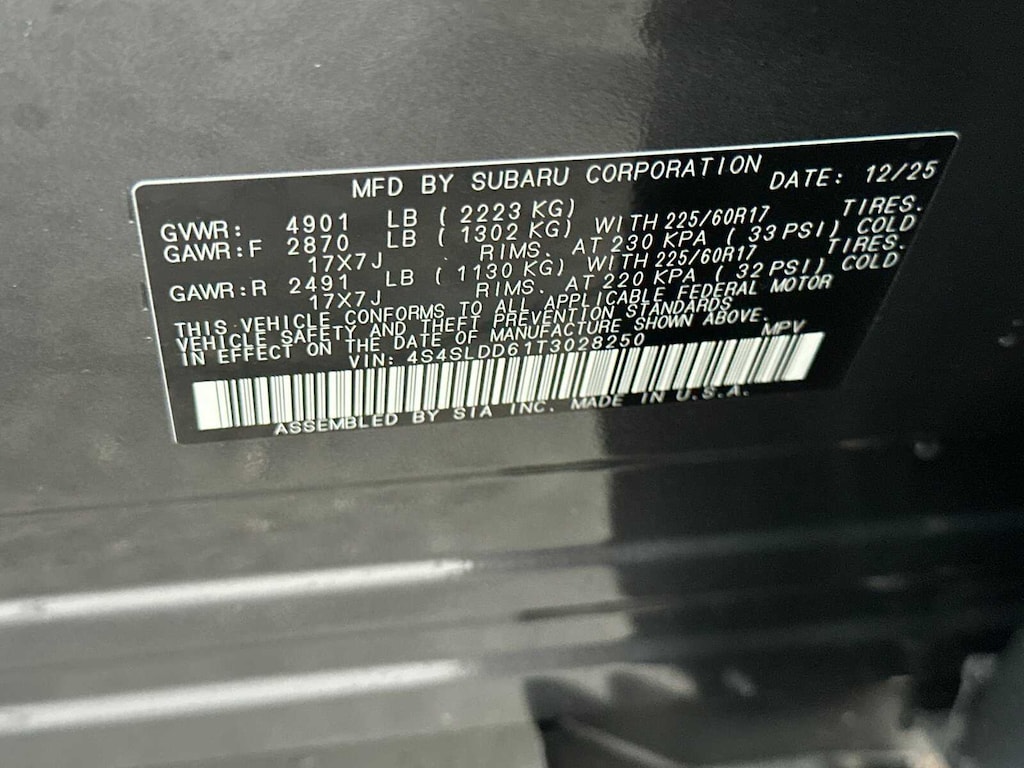 MFD BY SUBARU CORPORATION DATE: 12/25
GVWR: 4901 LB ( 2223 KG)
GAWR:F 2870 LB ( 1302 KG) WITH 225/60R17 TIRES.
17X7J RIMS. AT 230 KPA ( 33 PSI) COLD
GAWR:R 2491 LB ( 1130 KG) WITH 225/60R17 TIRES.
17X7J RIMS. AT 220 KPA ( 32 PSI) COLD
THIS VEHICLE CONFORMS TO ALL APPLICABLE FEDERAL MOTOR
VEHICLE SAFETY AND THEFT PREVENTION STANDARDS
IN EFFECT ON THE DATE OF MANUFACTURE SHOWN ABOVE.
VIN: 4S4SLDD61T3028250 MPV
ASSEMBLED BY SIA INC. MADE IN U.S.A.